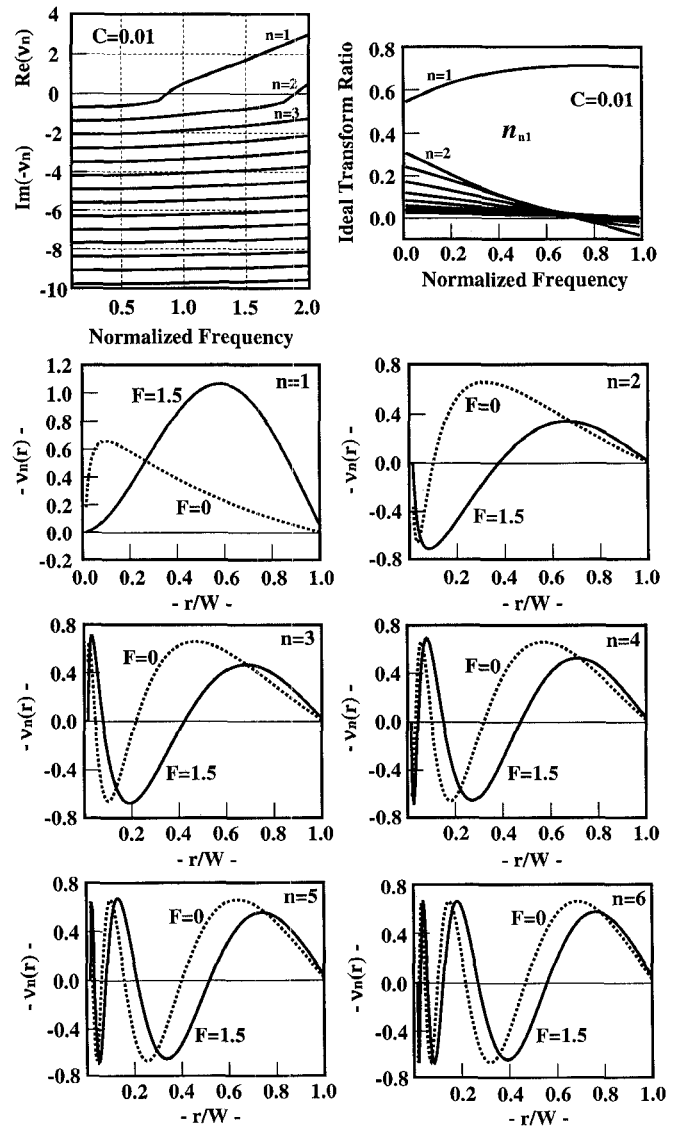 Re(νn)
Im(-νn)
4
2
0
-2
-4
-6
-8
-10
C=0.01
n=1
n=2
n=3
0.5 1.0 1.5 2.0
Normalized Frequency
Ideal Transform Ratio
0.8
0.6
0.4
0.2
0.0
n=1
C=0.01
n_{n1}
n=2
0.0 0.2 0.4 0.6 0.8 1.0
Normalized Frequency
- νn(r) -
1.2
1.0
0.8
0.6
0.4
0.2
0.0
-0.2
n=1
F=1.5
F=0
0.0 0.2 0.4 0.6 0.8 1.0
- r/W -
- νn(r) -
0.8
0.4
0.0
-0.4
-0.8
n=2
F=0
F=1.5
0.2 0.4 0.6 0.8 1.0
- r/W -
- νn(r) -
0.8
0.4
0.0
-0.4
-0.8
n=3
F=0
F=1.5
0.2 0.4 0.6 0.8 1.0
- r/W -
- νn(r) -
0.8
0.4
0.0
-0.4
-0.8
n=4
F=0
F=1.5
0.2 0.4 0.6 0.8 1.0
- r/W -
- νn(r) -
0.8
0.4
0.0
-0.4
-0.8
n=5
F=0
F=1.5
0.2 0.4 0.6 0.8 1.0
- r/W -
- νn(r) -
0.8
0.4
0.0
-0.4
-0.8
n=6
F=0
F=1.5
0.2 0.4 0.6 0.8 1.0
- r/W -